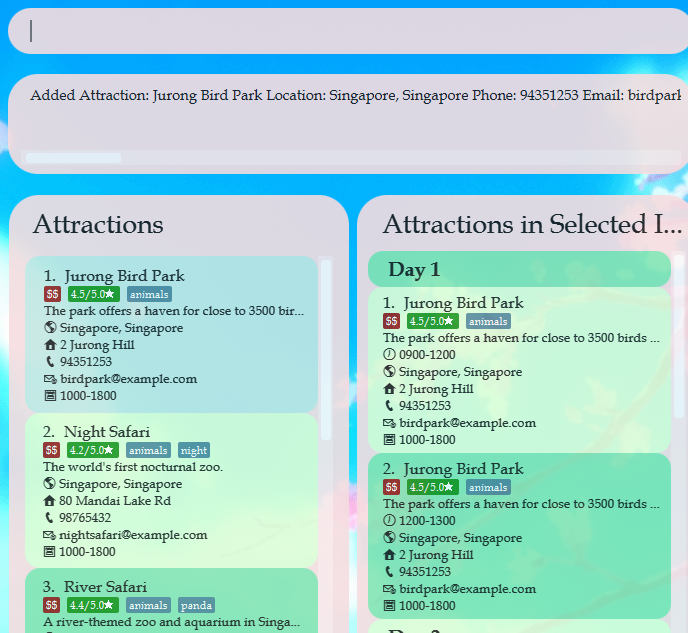 Added Attraction: Jurong Bird Park Location: Singapore, Singapore Phone: 94351253 Email: birdpark
Attractions
1. Jurong Bird Park
$$ 4.5/5.0★ animals
The park offers a haven for close to 3500 bir...
Singapore, Singapore
2 Jurong Hill
94351253
birdpark@example.com
1000-1800
2. Night Safari
$$ 4.2/5.0★ animals night
The world's first nocturnal zoo.
Singapore, Singapore
80 Mandai Lake Rd
98765432
nightsafari@example.com
1000-1800
3. River Safari
$$ 4.4/5.0★ animals panda
A river-themed zoo and aquarium in Singa...
Attractions in Selected I...
Day 1
1. Jurong Bird Park
$$ 4.5/5.0★ animals
The park offers a haven for close to 3500 birds ...
0900-1200
Singapore, Singapore
2 Jurong Hill
94351253
birdpark@example.com
1000-1800
2. Jurong Bird Park
$$ 4.5/5.0★ animals
The park offers a haven for close to 3500 birds ...
1200-1300
Singapore, Singapore
2 Jurong Hill
94351253
birdpark@example.com
1000-1800